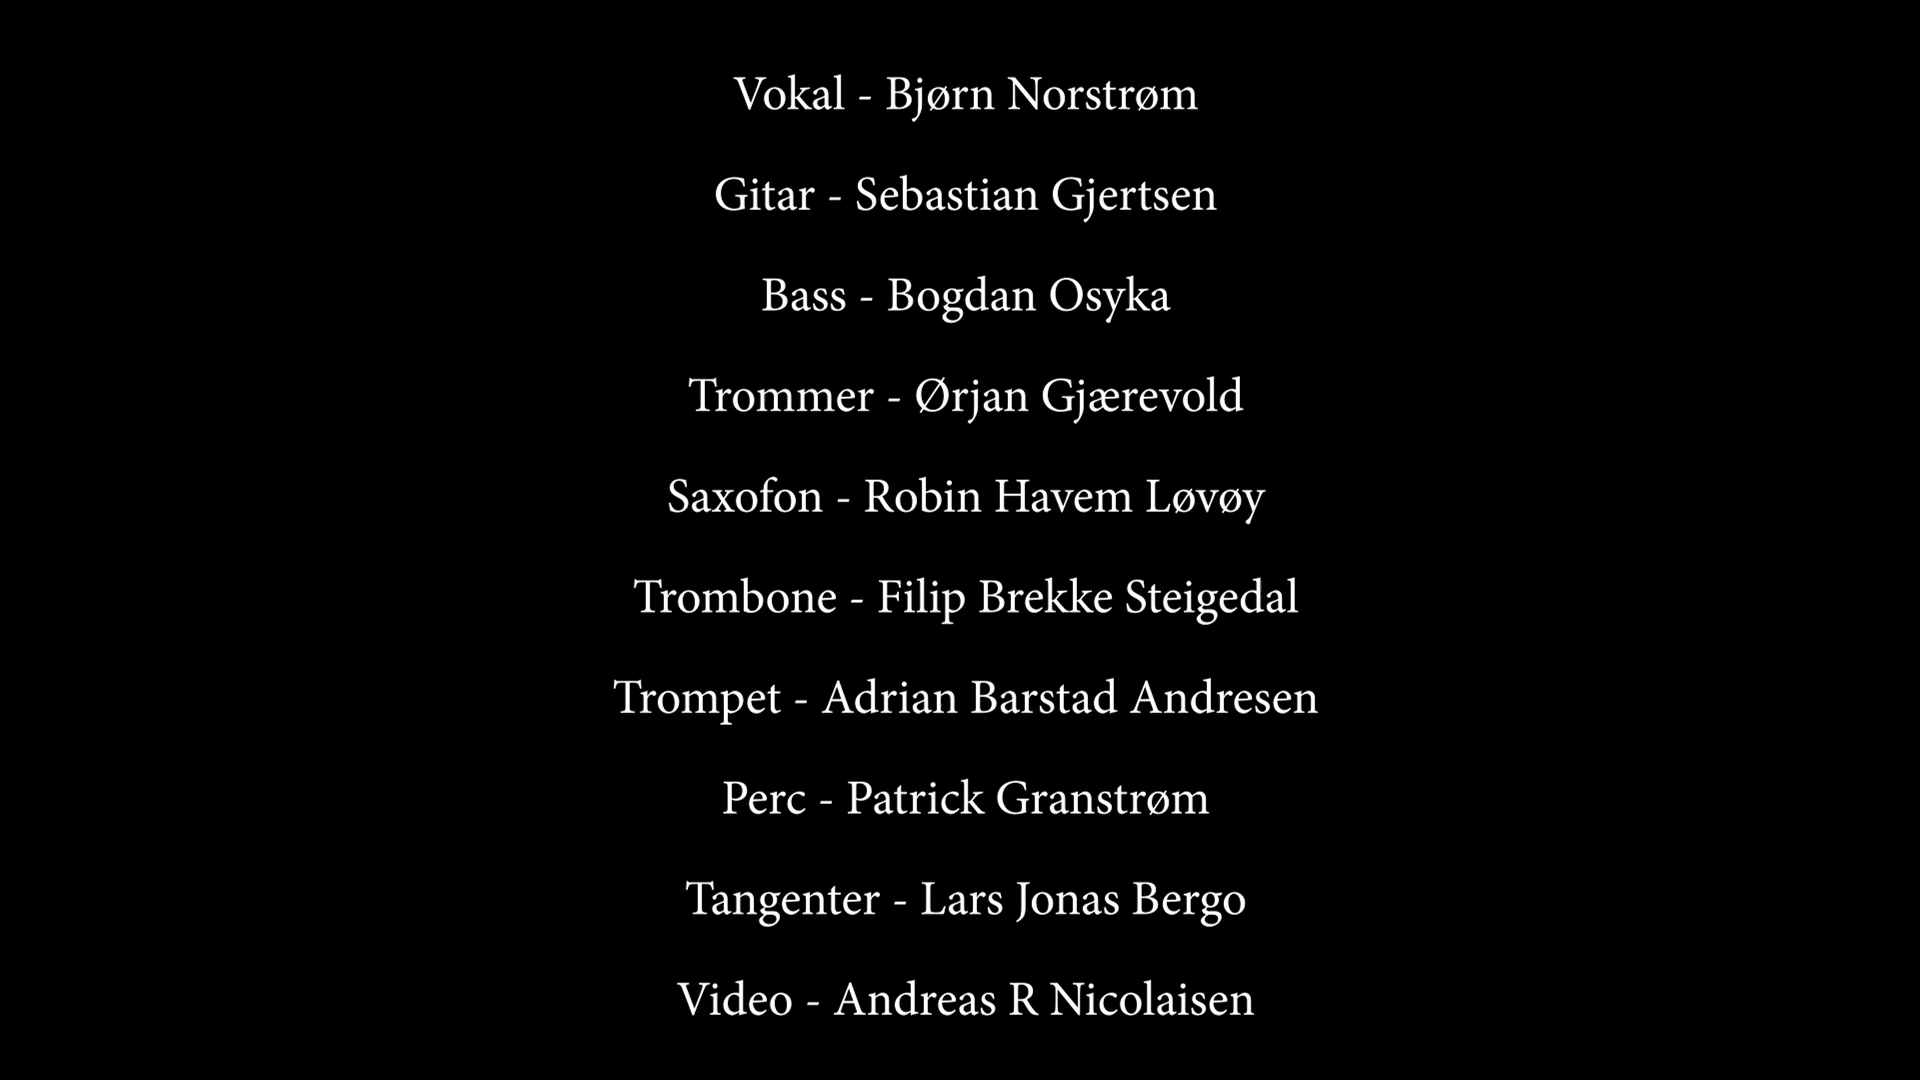 Vokal - Bjørn Norstrøm
Gitar - Sebastian Gjertsen
Bass - Bogdan Osyka
Trommer - Ørjan Gjærevold
Saxofon - Robin Havem Løvøy
Trombone - Filip Brekke Steigedal
Trompet - Adrian Barstad Andresen
Perc - Patrick Granstrøm
Tangenter - Lars Jonas Bergo
Video - Andreas R Nicolaisen